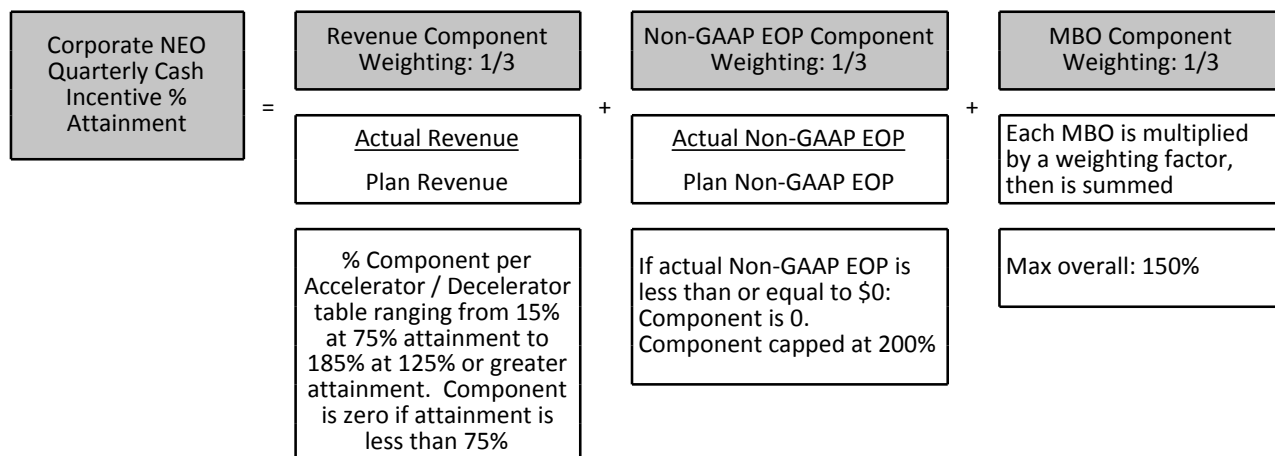 Corporate NEO
Quarterly Cash
Incentive %
Attainment
=
Revenue Component
Weighting: 1/3
Actual Revenue
Plan Revenue
% Component per
Accelerator / Decelerator
table ranging from 15%
at 75% attainment to
185% at 125% or greater
attainment.  Component
is zero if attainment is
less than 75%
+
Non-GAAP EOP Component
Weighting: 1/3
Actual Non-GAAP EOP
Plan Non-GAAP EOP
If actual Non-GAAP EOP is
less than or equal to $0:
Component is 0.
Component capped at 200%
+
MBO Component
Weighting: 1/3
Each MBO is multiplied
by a weighting factor,
then is summed
Max overall: 150%